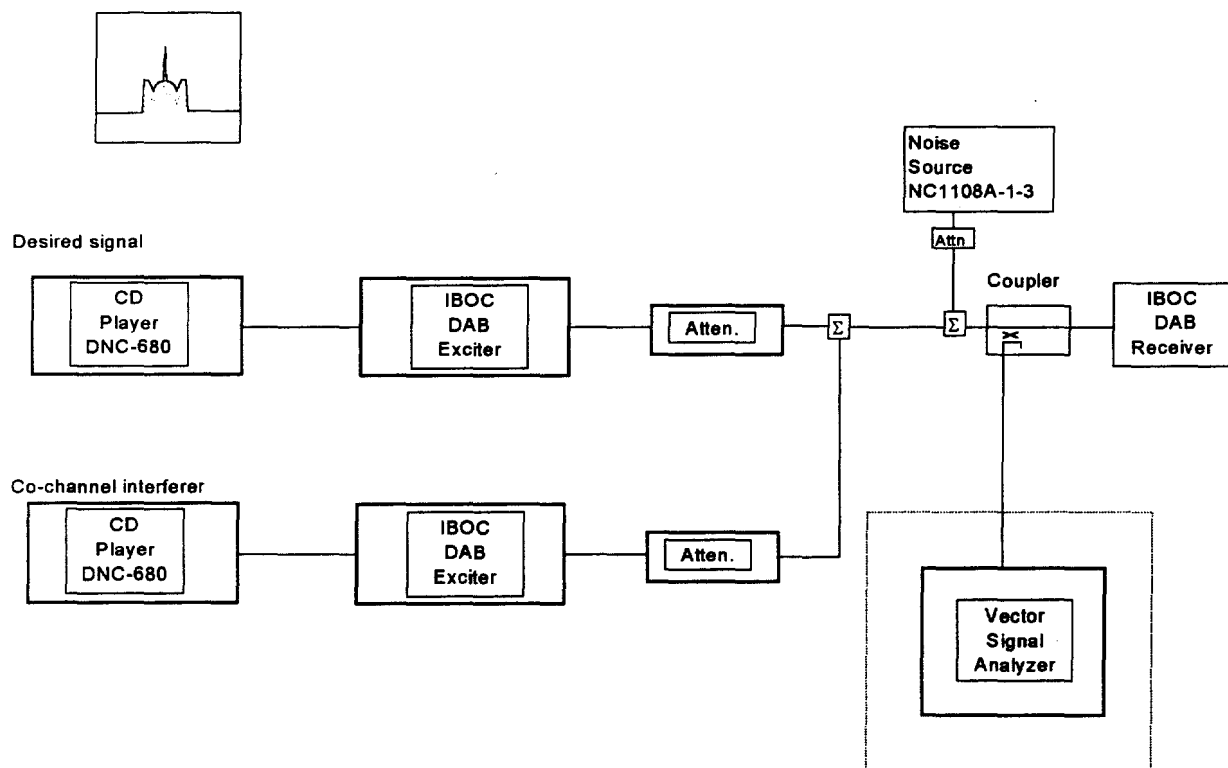 Noise
Source
NC1108A-1-3
Attn
Desired signal
CD
Player
DNC-680
IBOC
DAB
Exciter
Atten.
Σ
Σ
Coupler
IBOC
DAB
Receiver
Co-channel interferer
CD
Player
DNC-680
IBOC
DAB
Exciter
Atten.
Vector
Signal
Analyzer